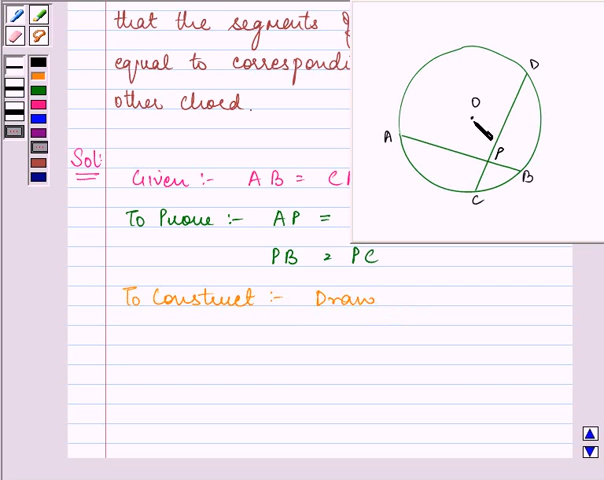 that the segments
equal to correspondi
other chord.
Sol:
Given :- AB = C
To Prove :- AP =
PB = PC
To Construct :- Draw
D
O
A
P
B
C